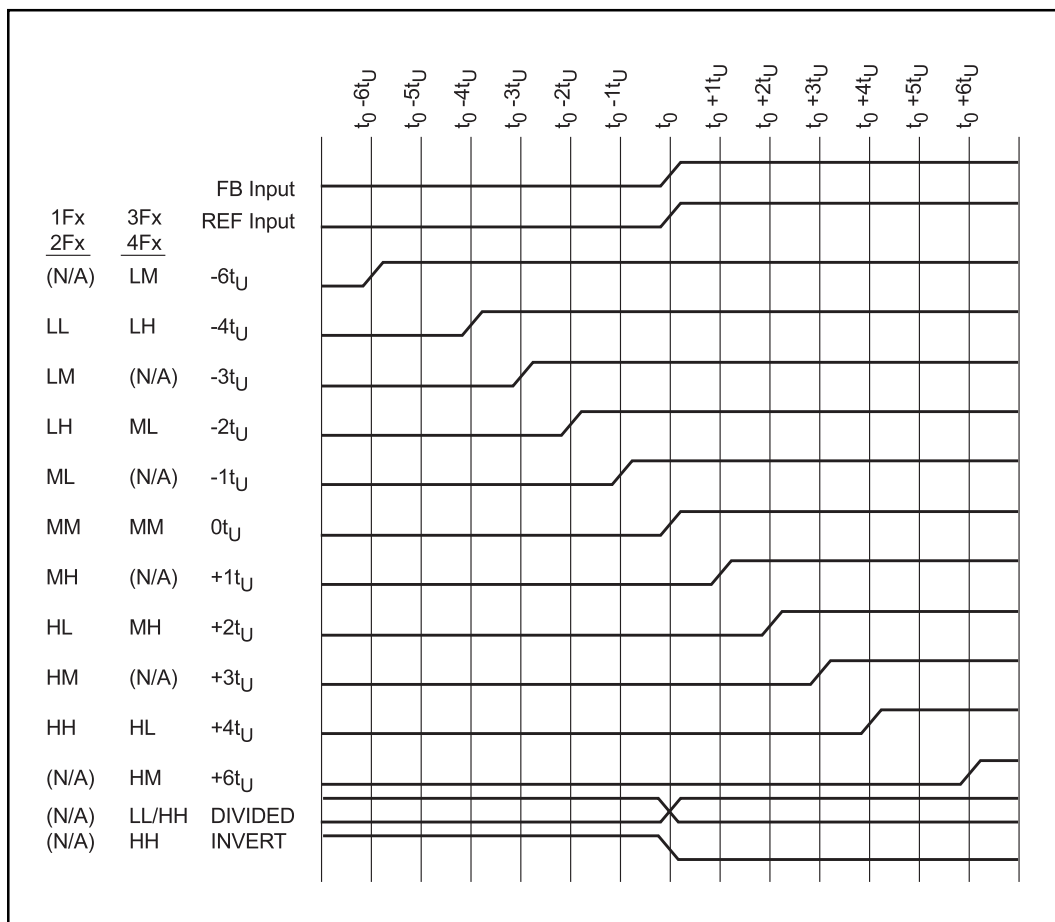 t0 -6tU t0 -5tU t0 -4tU t0 -3tU t0 -2tU t0 -1tU t0 t0 +1tU t0 +2tU t0 +3tU t0 +4tU t0 +5tU t0 +6tU
FB Input
1Fx 3Fx REF Input
2Fx 4Fx
(N/A) LM -6tU
LL LH -4tU
LM (N/A) -3tU
LH ML -2tU
ML (N/A) -1tU
MM MM 0tU
MH (N/A) +1tU
HL MH +2tU
HM (N/A) +3tU
HH HL +4tU
(N/A) HM +6tU
(N/A) LL/HH DIVIDED
(N/A) HH INVERT